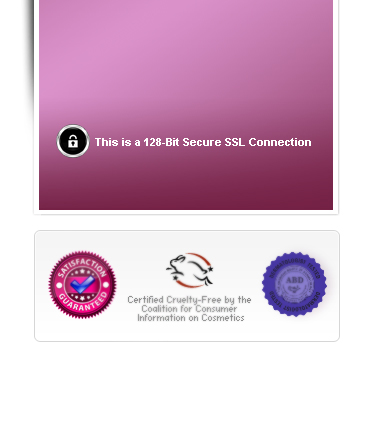 This is a 128-Bit Secure SSL Connection
SATISFACTION
GUARANTEED
Certified Cruelty-Free by the
Coalition for Consumer
Information on Cosmetics
ABD